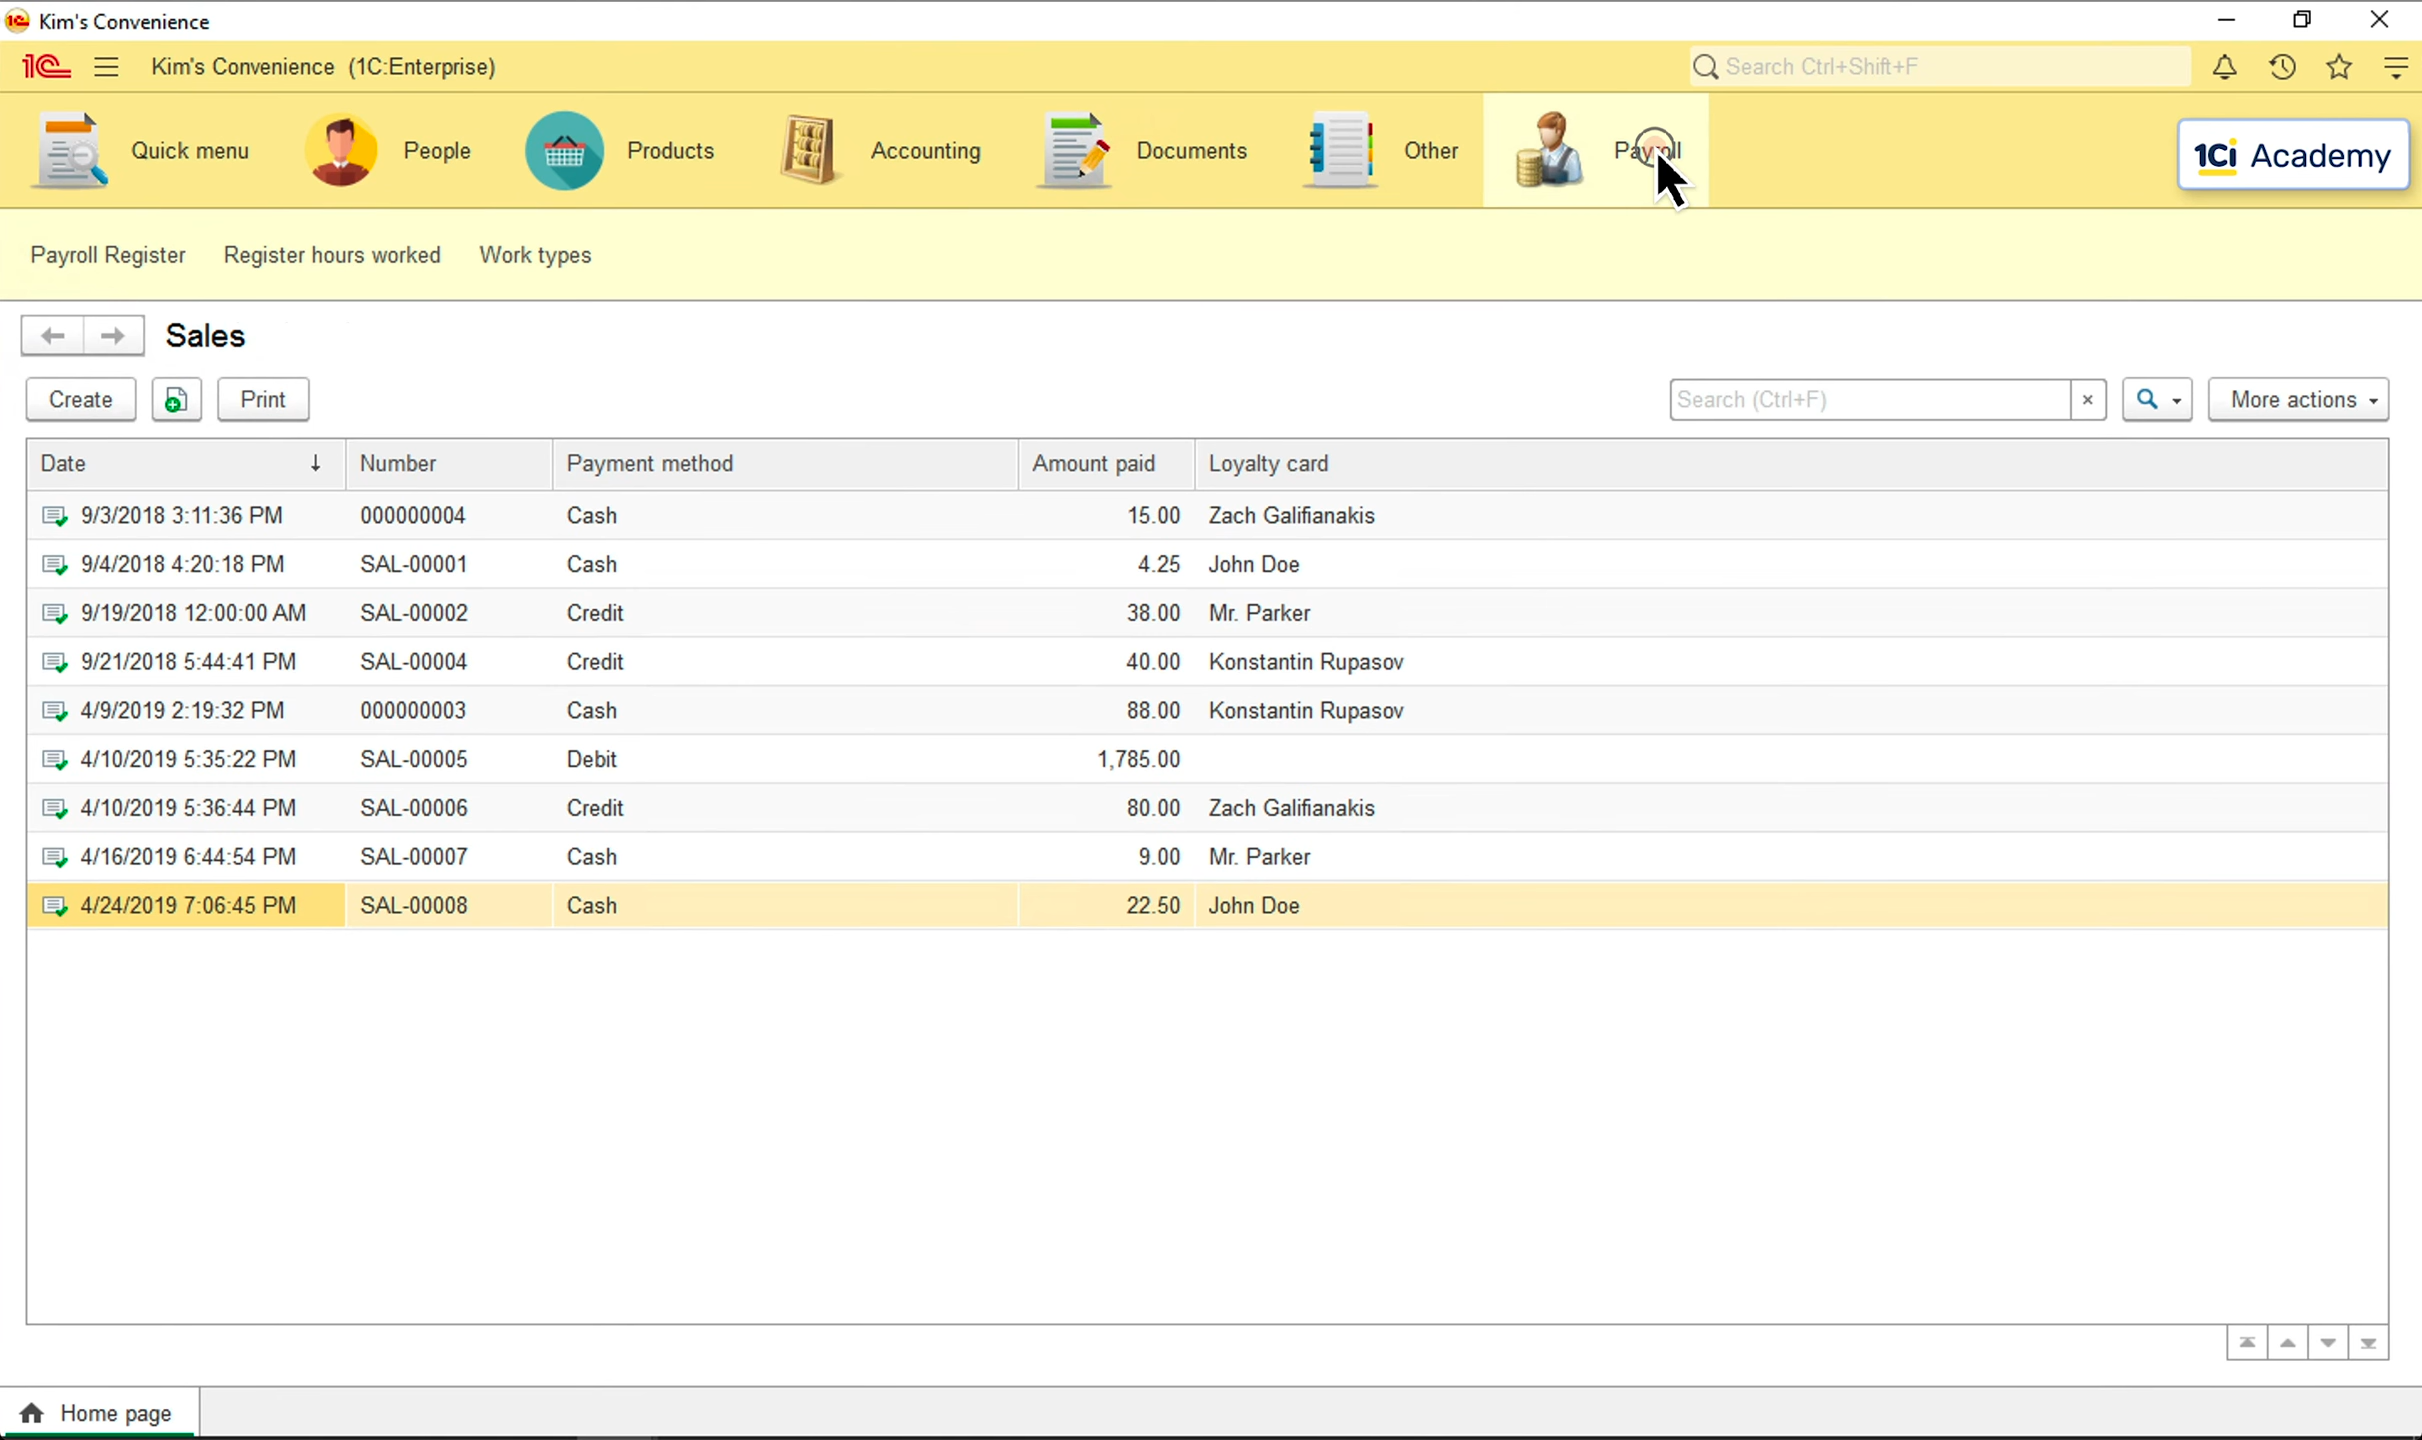 Kim's Convenience
Kim's Convenience (1C:Enterprise)
Search Ctrl+Shift+F
Quick menu People Products Accounting Documents Other Payroll
1Ci Academy
Payroll Register Register hours worked Work types
Sales
Create Print Search (Ctrl+F) × More actions
Date ↓ Number Payment method Amount paid Loyalty card
9/3/2018 3:11:36 PM 000000004 Cash 15.00 Zach Galifianakis
9/4/2018 4:20:18 PM SAL-00001 Cash 4.25 John Doe
9/19/2018 12:00:00 AM SAL-00002 Credit 38.00 Mr. Parker
9/21/2018 5:44:41 PM SAL-00004 Credit 40.00 Konstantin Rupasov
4/9/2019 2:19:32 PM 000000003 Cash 88.00 Konstantin Rupasov
4/10/2019 5:35:22 PM SAL-00005 Debit 1,785.00
4/10/2019 5:36:44 PM SAL-00006 Credit 80.00 Zach Galifianakis
4/16/2019 6:44:54 PM SAL-00007 Cash 9.00 Mr. Parker
4/24/2019 7:06:45 PM SAL-00008 Cash 22.50 John Doe
Home page